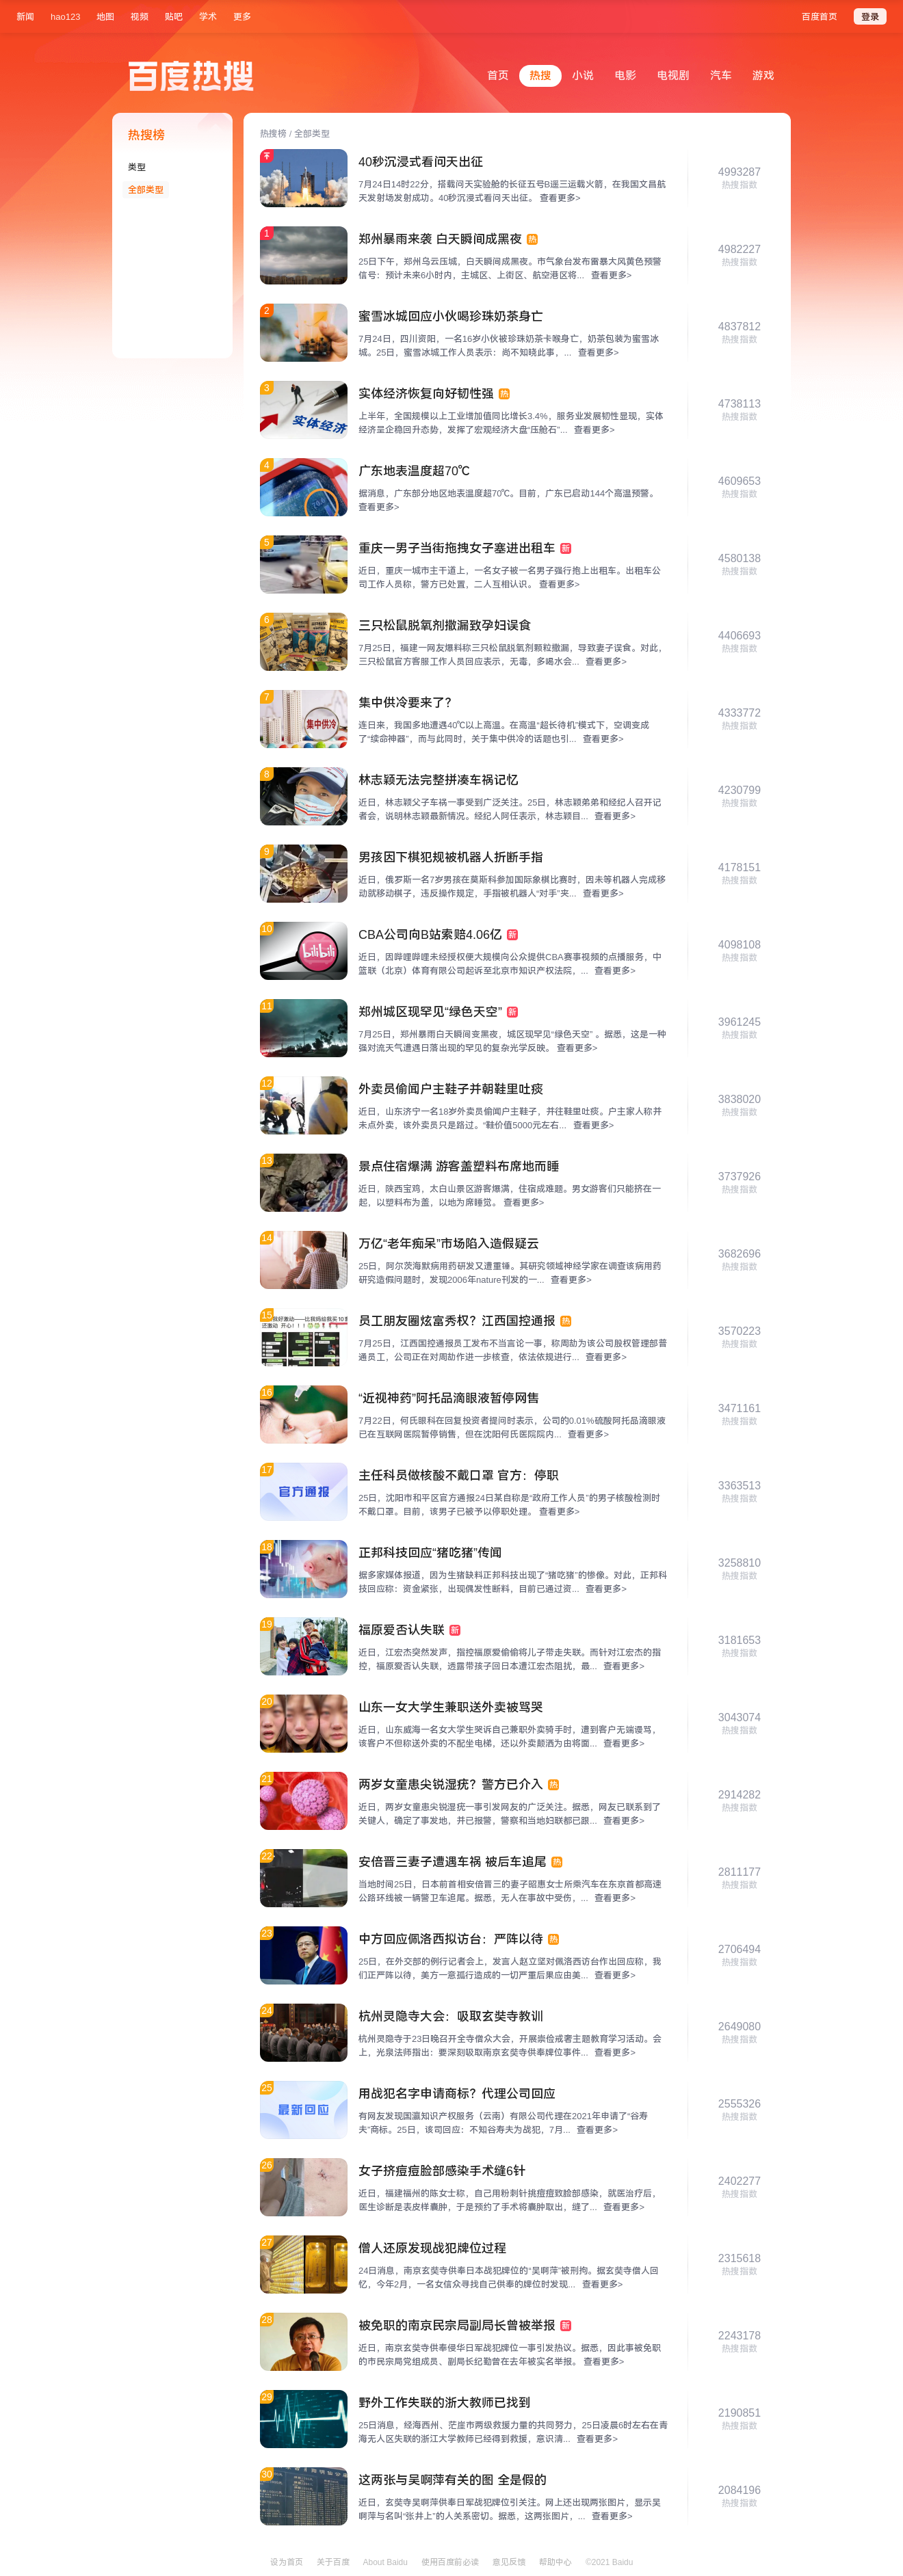 新闻 hao123 地图 视频 贴吧 学术 更多 百度首页 登录
百度热搜
首页 热搜 小说 电影 电视剧 汽车 游戏
热搜榜
类型
全部类型
热搜榜 / 全部类型
40秒沉浸式看问天出征
7月24日14时22分，搭载问天实验舱的长征五号B遥三运载火箭，在我国文昌航
天发射场发射成功。40秒沉浸式看问天出征。 查看更多>
4993287
热搜指数
1
郑州暴雨来袭 白天瞬间成黑夜 热
25日下午，郑州乌云压城，白天瞬间成黑夜。市气象台发布雷暴大风黄色预警
信号：预计未来6小时内，主城区、上街区、航空港区将... 查看更多>
4982227
热搜指数
2
蜜雪冰城回应小伙喝珍珠奶茶身亡
7月24日，四川资阳，一名16岁小伙被珍珠奶茶卡喉身亡，奶茶包装为蜜雪冰
城。25日，蜜雪冰城工作人员表示：尚不知晓此事，... 查看更多>
4837812
热搜指数
3
实体经济
实体经济恢复向好韧性强 热
上半年，全国规模以上工业增加值同比增长3.4%，服务业发展韧性显现，实体
经济呈企稳回升态势，发挥了宏观经济大盘“压舱石”... 查看更多>
4738113
热搜指数
4
广东地表温度超70℃
据消息，广东部分地区地表温度超70℃。目前，广东已启动144个高温预警。
查看更多>
4609653
热搜指数
5
重庆一男子当街拖拽女子塞进出租车 新
近日，重庆一城市主干道上，一名女子被一名男子强行抱上出租车。出租车公
司工作人员称，警方已处置，二人互相认识。 查看更多>
4580138
热搜指数
6
三只松鼠脱氧剂撒漏致孕妇误食
7月25日，福建一网友爆料称三只松鼠脱氧剂颗粒撒漏，导致妻子误食。对此，
三只松鼠官方客服工作人员回应表示，无毒，多喝水会... 查看更多>
4406693
热搜指数
7
集中供冷
集中供冷要来了？
连日来，我国多地遭遇40℃以上高温。在高温“超长待机”模式下，空调变成
了“续命神器”，而与此同时，关于集中供冷的话题也引... 查看更多>
4333772
热搜指数
8
林志颖无法完整拼凑车祸记忆
近日，林志颖父子车祸一事受到广泛关注。25日，林志颖弟弟和经纪人召开记
者会，说明林志颖最新情况。经纪人阿任表示，林志颖目... 查看更多>
4230799
热搜指数
9
男孩因下棋犯规被机器人折断手指
近日，俄罗斯一名7岁男孩在莫斯科参加国际象棋比赛时，因未等机器人完成移
动就移动棋子，违反操作规定，手指被机器人“对手”夹... 查看更多>
4178151
热搜指数
10
bilibili
CBA公司向B站索赔4.06亿 新
近日，因哔哩哔哩未经授权便大规模向公众提供CBA赛事视频的点播服务，中
篮联（北京）体育有限公司起诉至北京市知识产权法院，... 查看更多>
4098108
热搜指数
11
郑州城区现罕见“绿色天空” 新
7月25日，郑州暴雨白天瞬间变黑夜，城区现罕见“绿色天空” 。据悉，这是一种
强对流天气遭遇日落出现的罕见的复杂光学反映。 查看更多>
3961245
热搜指数
12
外卖员偷闻户主鞋子并朝鞋里吐痰
近日，山东济宁一名18岁外卖员偷闻户主鞋子，并往鞋里吐痰。户主家人称并
未点外卖，该外卖员只是路过。“鞋价值5000元左右... 查看更多>
3838020
热搜指数
13
景点住宿爆满 游客盖塑料布席地而睡
近日，陕西宝鸡，太白山景区游客爆满，住宿成难题。男女游客们只能挤在一
起，以塑料布为盖，以地为席睡觉。 查看更多>
3737926
热搜指数
14
万亿“老年痴呆”市场陷入造假疑云
25日，阿尔茨海默病用药研发又遭重锤。其研究领域神经学家在调查该病用药
研究造假问题时，发现2006年nature刊发的一... 查看更多>
3682696
热搜指数
15
员工朋友圈炫富秀权？江西国控通报 热
7月25日，江西国控通报员工发布不当言论一事，称周劼为该公司股权管理部普
通员工，公司正在对周劼作进一步核查，依法依规进行... 查看更多>
3570223
热搜指数
16
“近视神药”阿托品滴眼液暂停网售
7月22日，何氏眼科在回复投资者提问时表示，公司的0.01%硫酸阿托品滴眼液
已在互联网医院暂停销售，但在沈阳何氏医院院内... 查看更多>
3471161
热搜指数
17
官方通报
主任科员做核酸不戴口罩 官方：停职
25日，沈阳市和平区官方通报24日某自称是“政府工作人员”的男子核酸检测时
不戴口罩。目前，该男子已被予以停职处理。 查看更多>
3363513
热搜指数
18
正邦科技回应“猪吃猪”传闻
据多家媒体报道，因为生猪缺料正邦科技出现了“猪吃猪”的惨像。对此，正邦科
技回应称：资金紧张，出现偶发性断料，目前已通过资... 查看更多>
3258810
热搜指数
19
福原爱否认失联 新
近日，江宏杰突然发声，指控福原爱偷偷将儿子带走失联。而针对江宏杰的指
控，福原爱否认失联，透露带孩子回日本遭江宏杰阻扰，最... 查看更多>
3181653
热搜指数
20
山东一女大学生兼职送外卖被骂哭
近日，山东威海一名女大学生哭诉自己兼职外卖骑手时，遭到客户无端谩骂，
该客户不但称送外卖的不配坐电梯，还以外卖颠洒为由将面... 查看更多>
3043074
热搜指数
21
两岁女童患尖锐湿疣？警方已介入 热
近日，两岁女童患尖锐湿疣一事引发网友的广泛关注。据悉，网友已联系到了
关键人，确定了事发地，并已报警，警察和当地妇联都已跟... 查看更多>
2914282
热搜指数
22
安倍晋三妻子遭遇车祸 被后车追尾 热
当地时间25日，日本前首相安倍晋三的妻子昭惠女士所乘汽车在东京首都高速
公路环线被一辆警卫车追尾。据悉，无人在事故中受伤，... 查看更多>
2811177
热搜指数
23
中方回应佩洛西拟访台：严阵以待 热
25日，在外交部的例行记者会上，发言人赵立坚对佩洛西访台作出回应称，我
们正严阵以待，美方一意孤行造成的一切严重后果应由美... 查看更多>
2706494
热搜指数
24
杭州灵隐寺大会：吸取玄奘寺教训
杭州灵隐寺于23日晚召开全寺僧众大会，开展崇俭戒奢主题教育学习活动。会
上，光泉法师指出：要深刻吸取南京玄奘寺供奉牌位事件... 查看更多>
2649080
热搜指数
25
最新回应
用战犯名字申请商标？代理公司回应
有网友发现国灜知识产权服务（云南）有限公司代理在2021年申请了“谷寿
夫”商标。25日，该司回应：不知谷寿夫为战犯，7月... 查看更多>
2555326
热搜指数
26
女子挤痘痘脸部感染手术缝6针
近日，福建福州的陈女士称，自己用粉刺针挑痘痘致脸部感染，就医治疗后，
医生诊断是表皮样囊肿，于是预约了手术将囊肿取出，缝了... 查看更多>
2402277
热搜指数
27
僧人还原发现战犯牌位过程
24日消息，南京玄奘寺供奉日本战犯牌位的“吴啊萍”被刑拘。据玄奘寺僧人回
忆，今年2月，一名女信众寻找自己供奉的牌位时发现... 查看更多>
2315618
热搜指数
28
被免职的南京民宗局副局长曾被举报 新
近日，南京玄奘寺供奉侵华日军战犯牌位一事引发热议。据悉，因此事被免职
的市民宗局党组成员、副局长纪勤曾在去年被实名举报。 查看更多>
2243178
热搜指数
29
野外工作失联的浙大教师已找到
25日消息，经海西州、茫崖市两级救援力量的共同努力，25日凌晨6时左右在青
海无人区失联的浙江大学教师已经得到救援，意识清... 查看更多>
2190851
热搜指数
30
这两张与吴啊萍有关的图 全是假的
近日，玄奘寺吴啊萍供奉日军战犯牌位引关注。网上还出现两张图片，显示吴
啊萍与名叫“张井上”的人关系密切。据悉，这两张图片，... 查看更多>
2084196
热搜指数
设为首页 关于百度 About Baidu 使用百度前必读 意见反馈 帮助中心 ©2021 Baidu